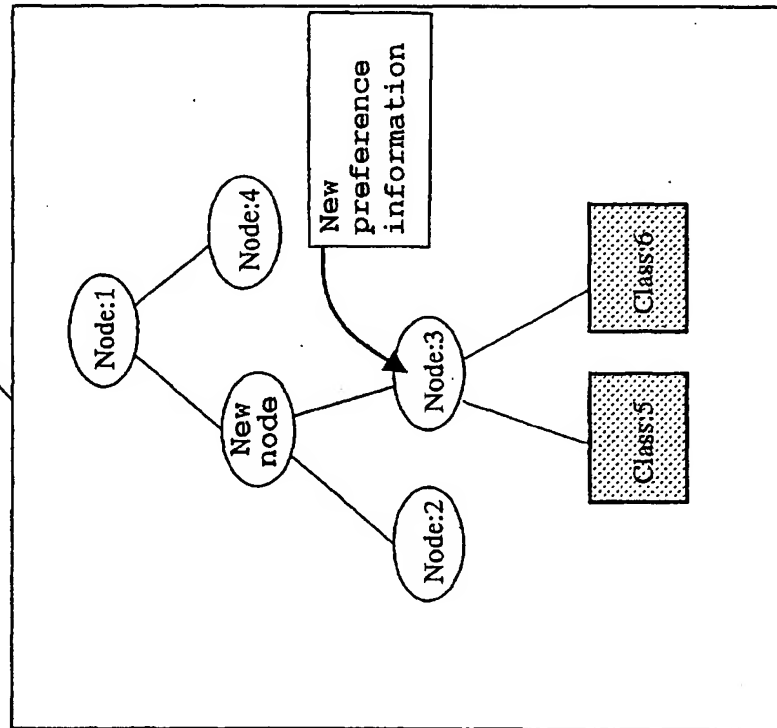 Node:1
Node:4
New
node
New
preference
information
Node:2
Node:3
Class:5
Class:6